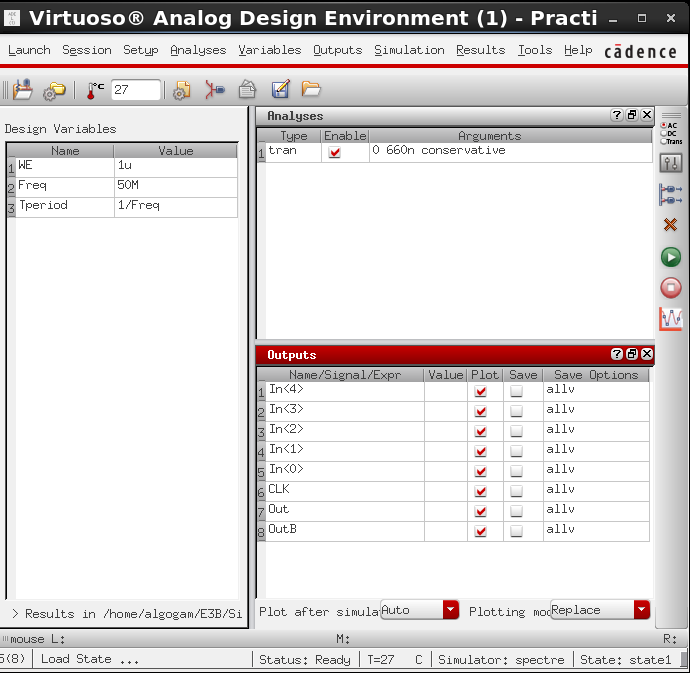 Virtuoso® Analog Design Environment (1) - Practi
Launch Session Setup Analyses Variables Outputs Simulation Results Tools Help cādence
°C 27
Design Variables
Name Value
1 WE 1u
2 Freq 50M
3 Tperiod 1/Freq
> Results in /home/algogam/E3B/Si
Analyses
Type Enable Arguments
1 tran 0 660n conservative
AC
DC
Trans
Outputs
Name/Signal/Expr Value Plot Save Save Options
1 In<4> allv
2 In<3> allv
3 In<2> allv
4 In<1> allv
5 In<0> allv
6 CLK allv
7 Out allv
8 OutB allv
Plot after simulat Auto Plotting mod Replace
mouse L: M: R:
5(8) Load State ... Status: Ready T=27 C Simulator: spectre State: state1